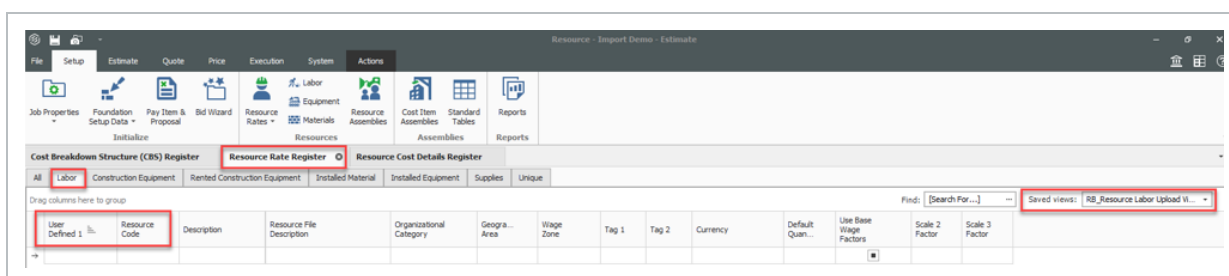 Resource - Import Demo - Estimate
File Setup Estimate Quote Price Execution System Actions
Job Properties
Foundation Setup Data
Pay Item & Proposal
Bid Wizard
Resource Rates
Labor
Equipment
Materials
Resource Assemblies
Cost Item Assemblies
Standard Tables
Reports
Initialize Resources Assemblies Reports
Cost Breakdown Structure (CBS) Register Resource Rate Register Resource Cost Details Register
All Labor Construction Equipment Rented Construction Equipment Installed Material Installed Equipment Supplies Unique
Drag columns here to group Find: [Search For...] ... Saved views: RB_Resource Labor Upload Vi...
User Defined 1
Resource Code
Description
Resource File Description
Organizational Category
Geogra... Area
Wage Zone
Tag 1
Tag 2
Currency
Default Quan...
Use Base Wage Factors
Scale 2 Factor
Scale 3 Factor